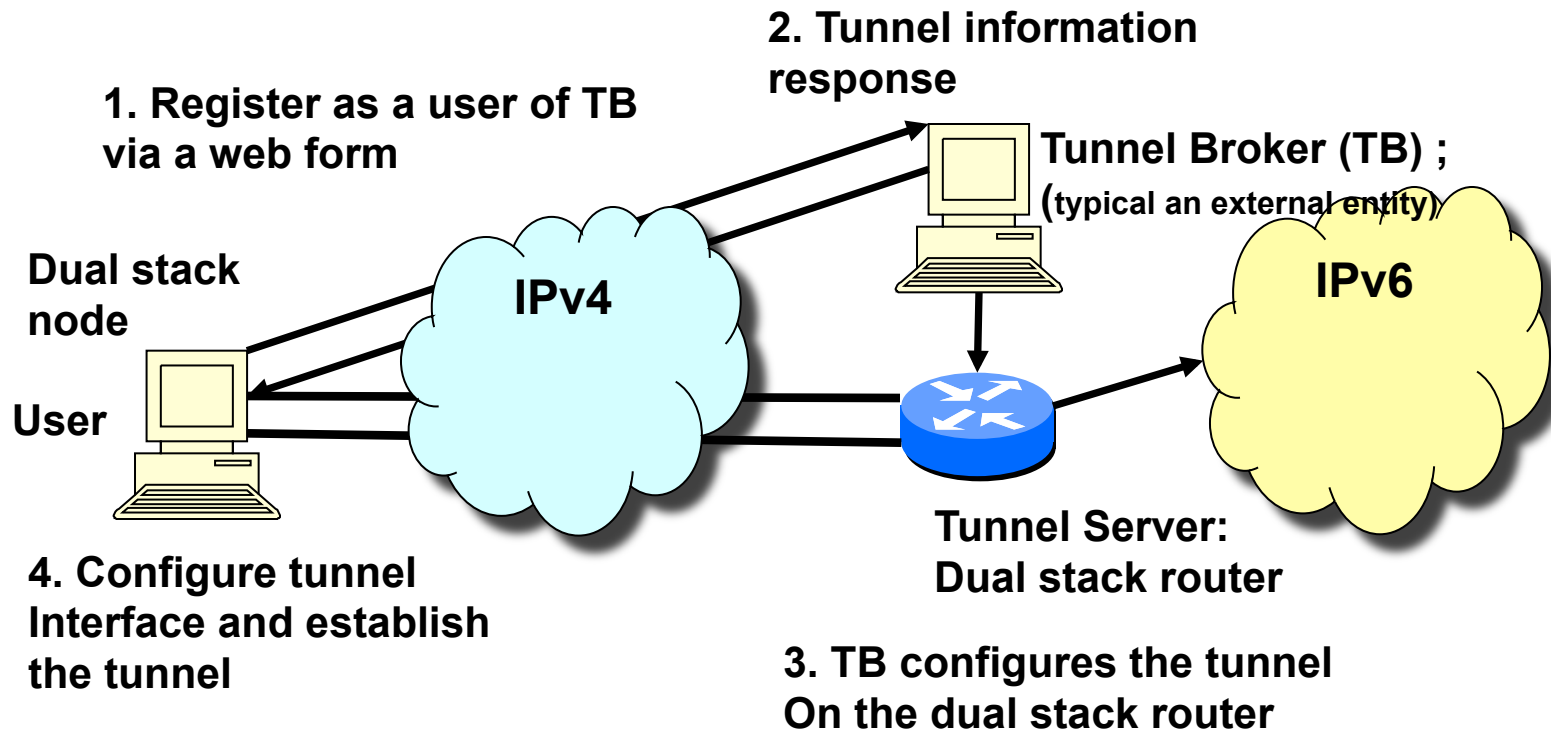 2. Tunnel information
response
1. Register as a user of TB
via a web form
Tunnel Broker (TB) ;
(typical an external entity)
Dual stack
node
IPv4
IPv6
User
Tunnel Server:
Dual stack router
4. Configure tunnel
Interface and establish
the tunnel
3. TB configures the tunnel
On the dual stack router